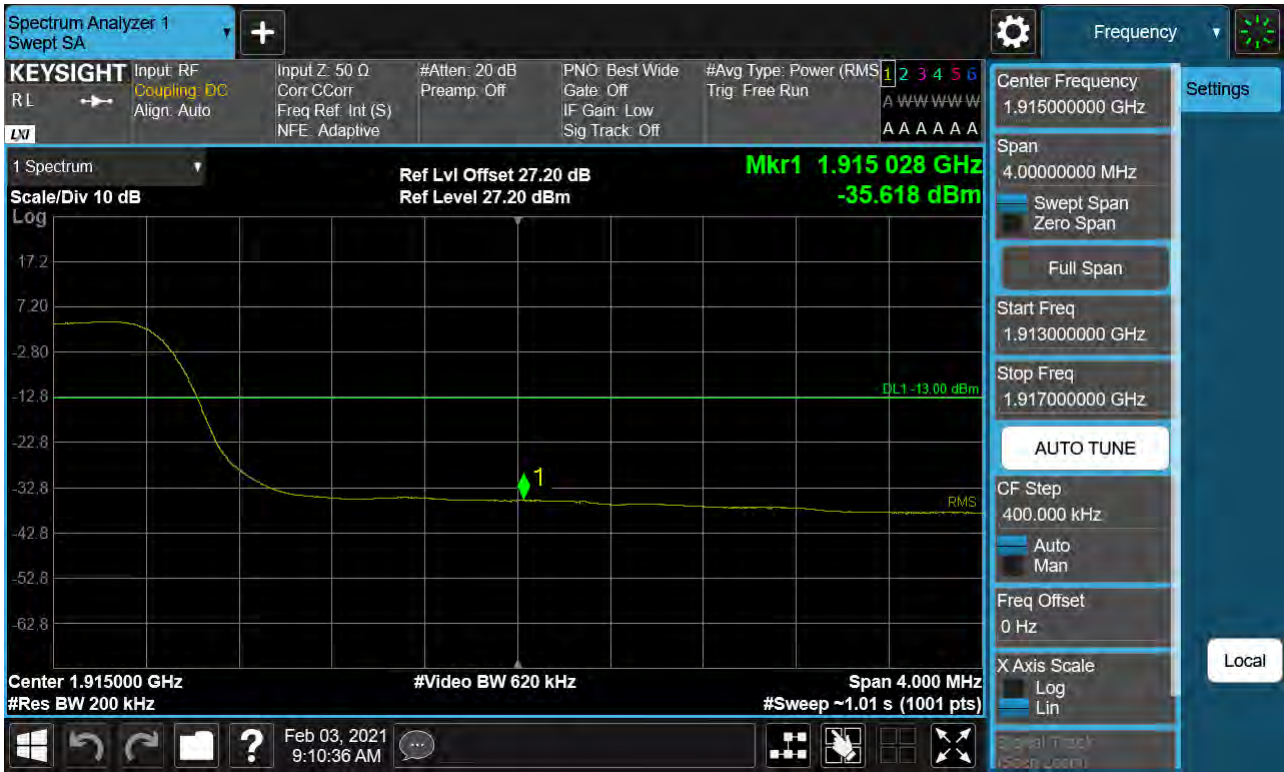 Spectrum Analyzer 1
Swept SA
+
Frequency
KEYSIGHT
RL
LXI
Input: RF
Coupling: DC
Align: Auto
Input Z: 50 Ω
Corr CCorr
Freq Ref: Int (S)
NFE: Adaptive
#Atten: 20 dB
Preamp: Off
PNO: Best Wide
Gate: Off
IF Gain: Low
Sig Track: Off
#Avg Type: Power (RMS
Trig: Free Run
1 2 3 4 5 6
A W W W W W
A A A A A A
1 Spectrum
Scale/Div 10 dB
Log
Ref Lvl Offset 27.20 dB
Ref Level 27.20 dBm
Mkr1 1.915 028 GHz
-35.618 dBm
17.2
7.20
-2.80
DL1 -13.00 dBm
-12.8
-22.8
1
-32.8
RMS
-42.8
-52.8
-62.8
Center 1.915000 GHz
#Video BW 620 kHz
Span 4.000 MHz
#Res BW 200 kHz
#Sweep ~1.01 s (1001 pts)
Center Frequency
1.915000000 GHz
Settings
Span
4.00000000 MHz
Swept Span
Zero Span
Full Span
Start Freq
1.913000000 GHz
Stop Freq
1.917000000 GHz
AUTO TUNE
CF Step
400.000 kHz
Auto
Man
Freq Offset
0 Hz
X Axis Scale
Log
Lin
Local
Signal Track
(Span Zoom)
?
Feb 03, 2021
9:10:36 AM